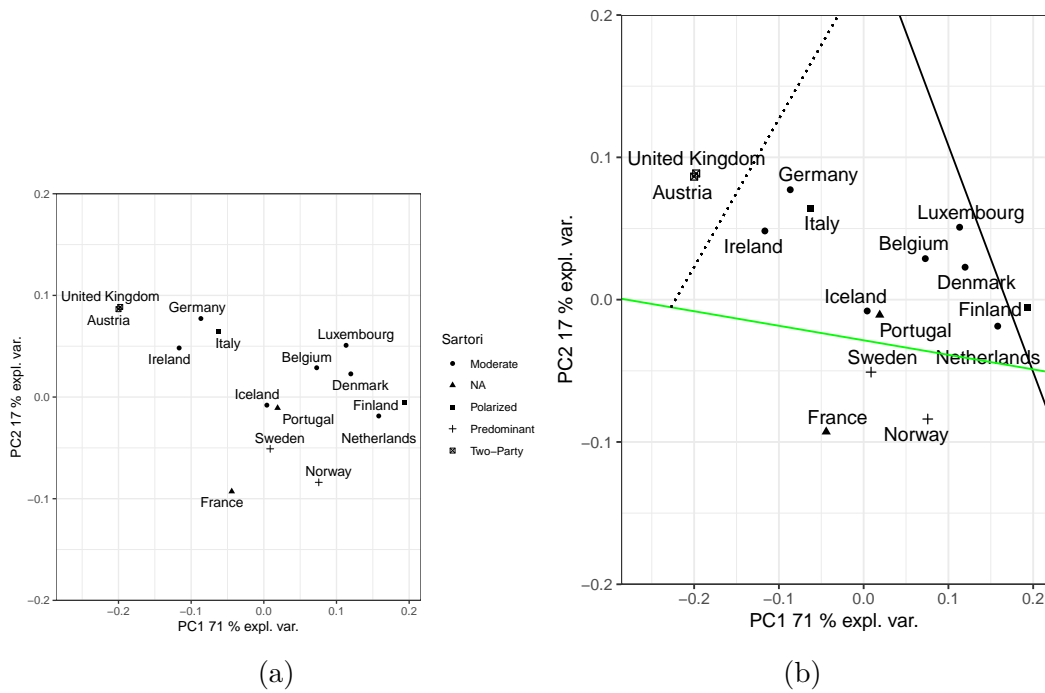 0.2
0.1
0.0
−0.1
−0.2
PC2 17 % expl. var.
United Kingdom
Austria
Germany
Italy
Ireland
Luxembourg
Belgium
Denmark
Iceland
Portugal
Finland
Netherlands
Sweden
Norway
France
−0.2
−0.1
0.0
0.1
0.2
PC1 71 % expl. var.
Sartori
Moderate
NA
Polarized
Predominant
Two−Party
(a)
0.2
0.1
0.0
−0.1
−0.2
PC2 17 % expl. var.
United Kingdom
Austria
Germany
Italy
Ireland
Luxembourg
Belgium
Denmark
Iceland
Portugal
Finland
Netherlands
Sweden
France
Norway
−0.2
−0.1
0.0
0.1
0.2
PC1 71 % expl. var.
(b)